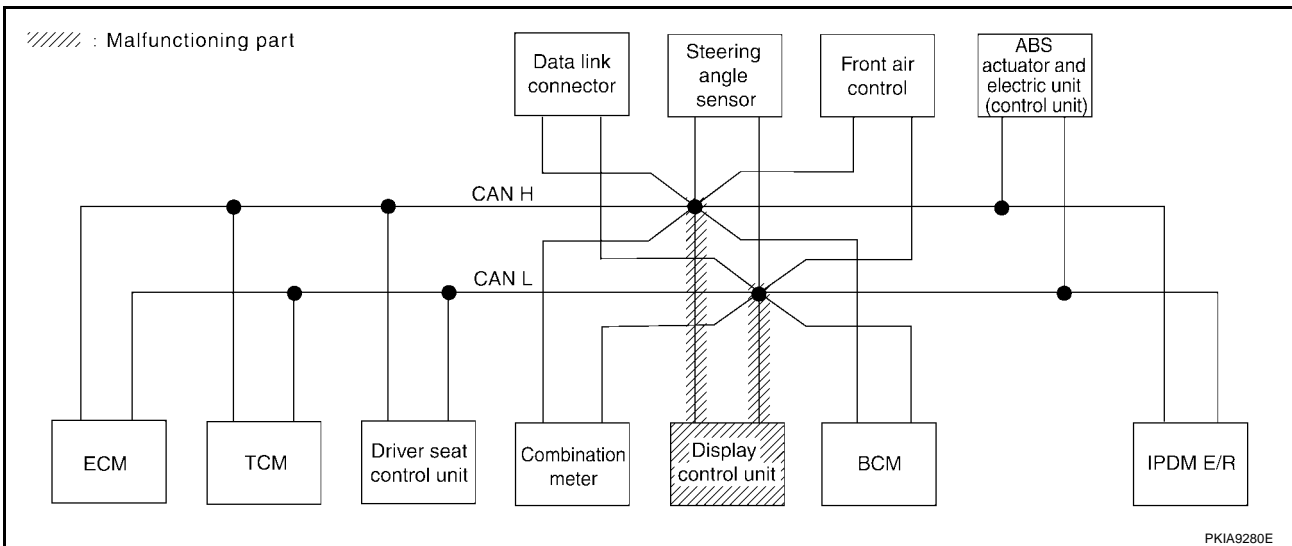 : Malfunctioning part
Data link
connector
Steering
angle
sensor
Front air
control
ABS
actuator and
electric unit
(control unit)
CAN H
CAN L
ECM
TCM
Driver seat
control unit
Combination
meter
Display
control unit
BCM
IPDM E/R
PKIA9280E